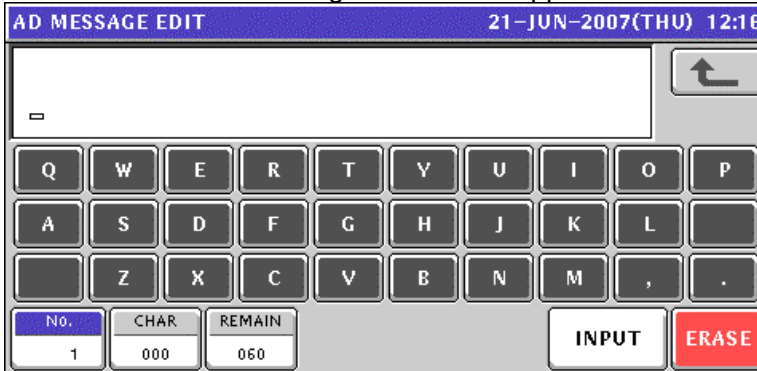 AD MESSAGE EDIT 21-JUN-2007(THU) 12:16
Q W E R T Y U I O P
A S D F G H J K L
Z X C V B N M , .
No. CHAR REMAIN INPUT ERASE
1 000 060